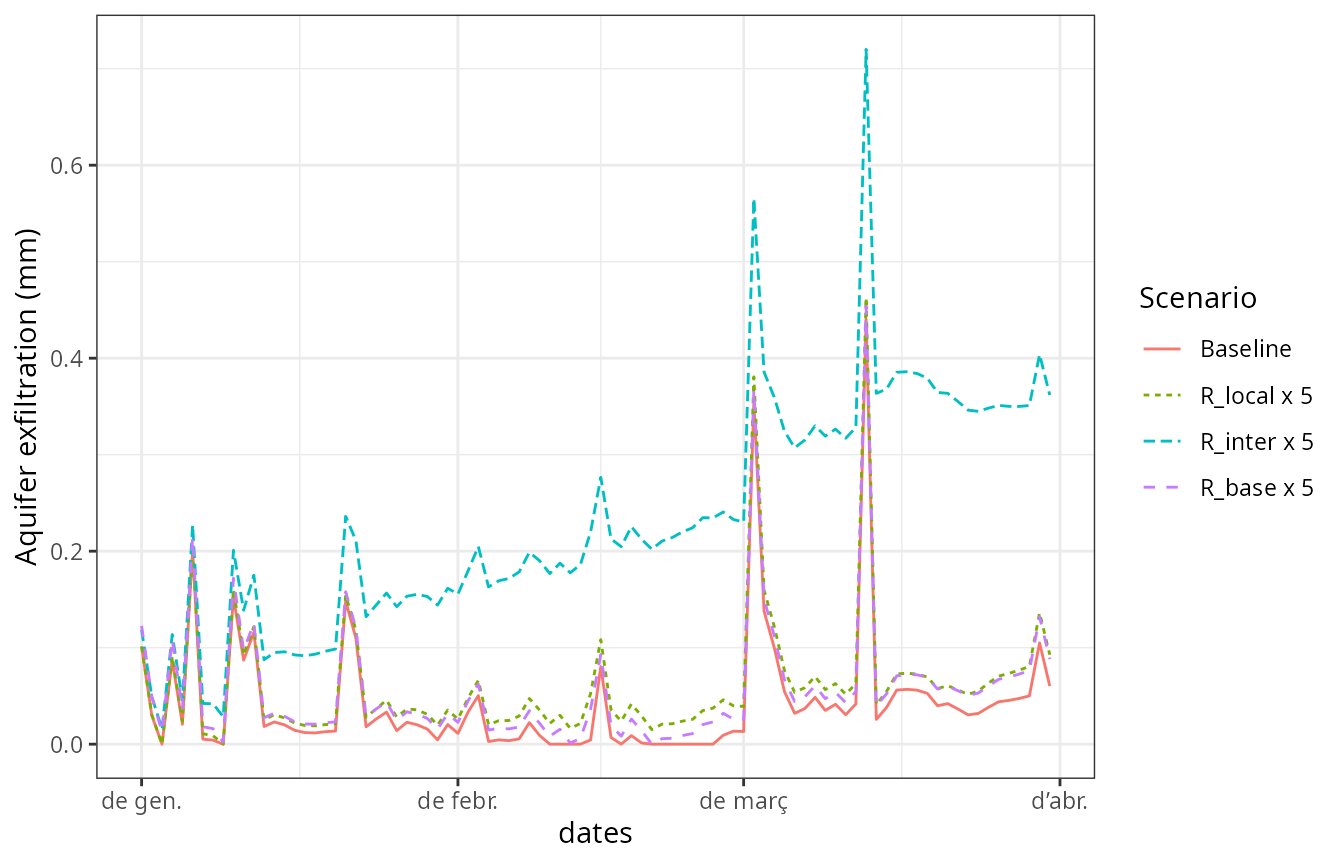 Aquifer exfiltration (mm)
0.6
0.4
0.2
0.0
de gen.
de febr.
de març
d’abr.
dates
Scenario
Baseline
R_local x 5
R_inter x 5
R_base x 5